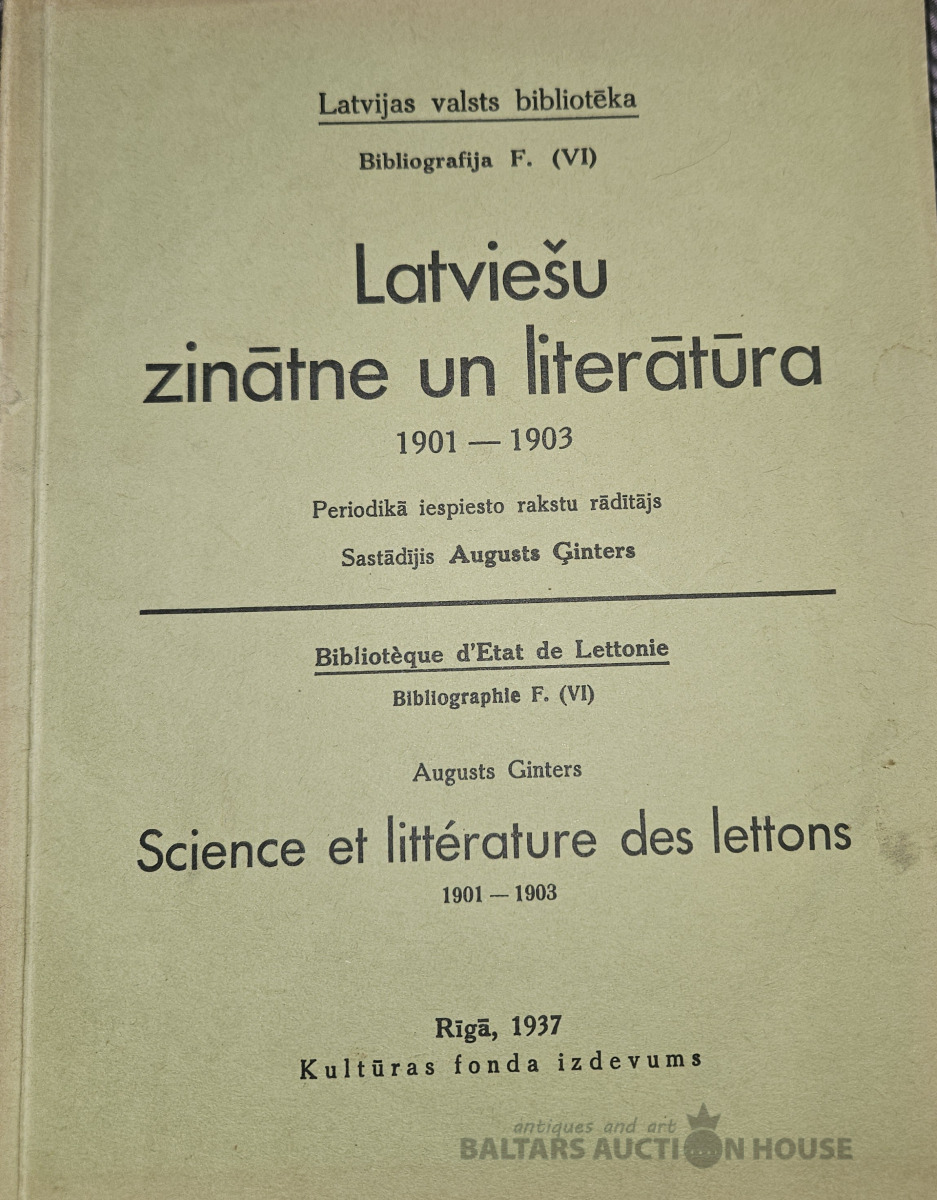 Latvijas valsts bibliotēka
Bibliografija F. (VI)
Latviešu
zinātne un literātūra
1901 — 1903
Periodikā iespiesto rakstu rādītājs
Sastādījis Augusts Ģinters
Bibliotèque d'Etat de Lettonie
Bibliographie F. (VI)
Augusts Ginters
Science et littérature des lettons
1901 — 1903
Rīgā, 1937
Kultūras fonda izdevums
antiques and art
BALTARS AUCTION HOUSE